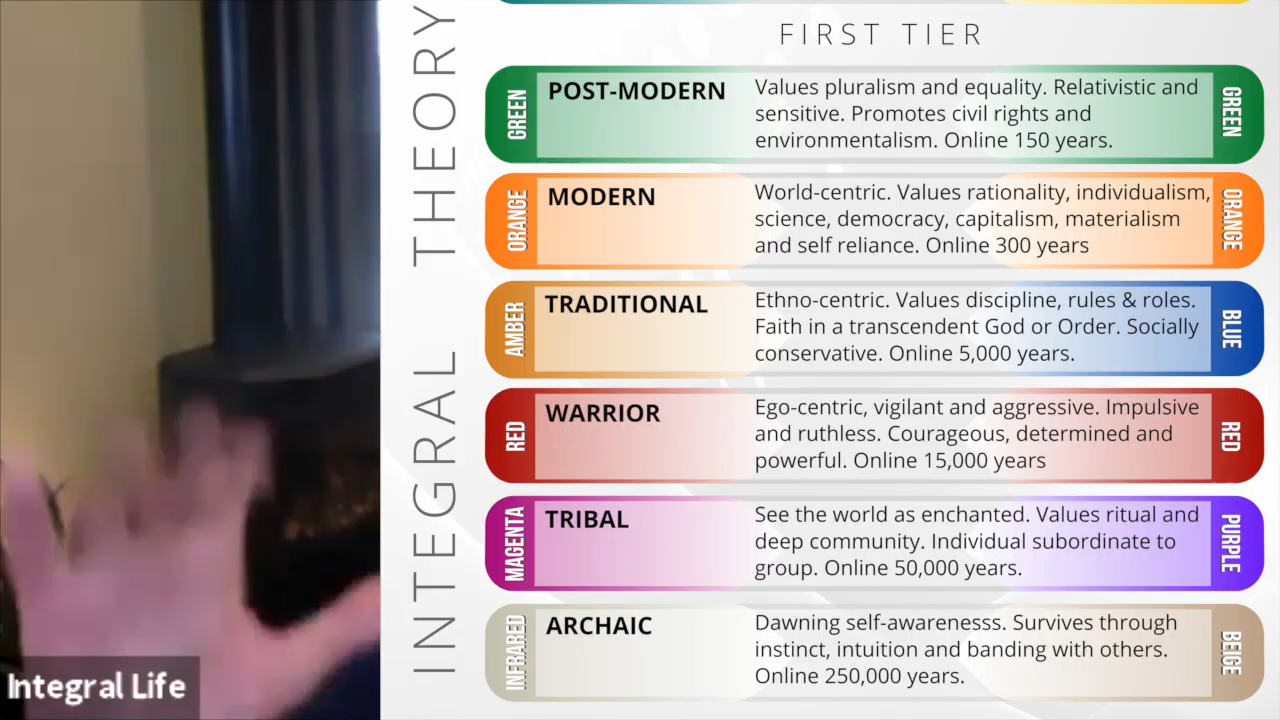 INTEGRAL THEORY
FIRST TIER
GREEN
POST-MODERN
Values pluralism and equality. Relativistic and
sensitive. Promotes civil rights and
environmentalism. Online 150 years.
GREEN
ORANGE
MODERN
World-centric. Values rationality, individualism,
science, democracy, capitalism, materialism
and self reliance. Online 300 years
ORANGE
AMBER
TRADITIONAL
Ethno-centric. Values discipline, rules & roles.
Faith in a transcendent God or Order. Socially
conservative. Online 5,000 years.
BLUE
RED
WARRIOR
Ego-centric, vigilant and aggressive. Impulsive
and ruthless. Courageous, determined and
powerful. Online 15,000 years
RED
MAGENTA
TRIBAL
See the world as enchanted. Values ritual and
deep community. Individual subordinate to
group. Online 50,000 years.
PURPLE
INFRARED
ARCHAIC
Dawning self-awarenesss. Survives through
instinct, intuition and banding with others.
Online 250,000 years.
BEIGE
Integral Life